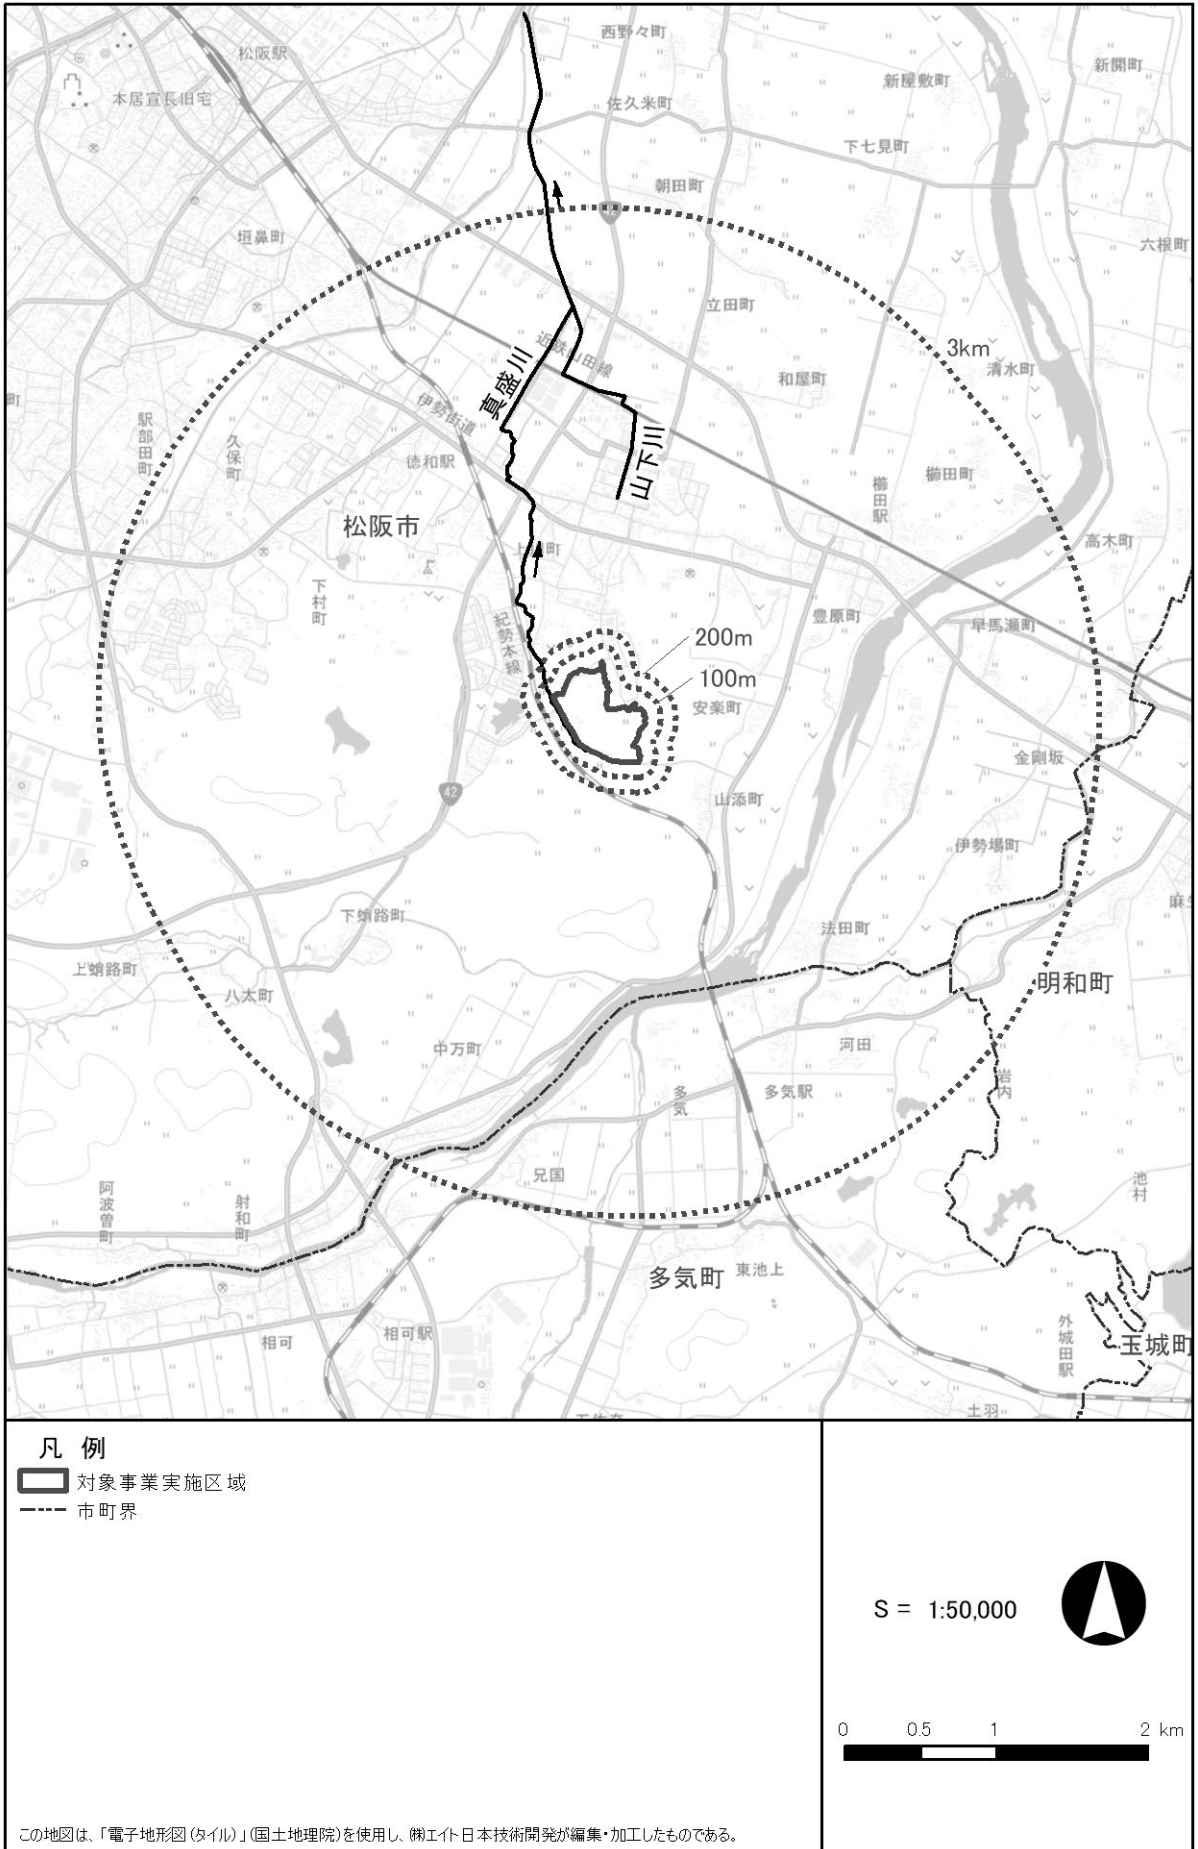 西野々町
松阪駅
新開町
新屋敷町
本居宣長旧宅
佐久米町
下七見町
朝田町
42
垣鼻町
六根町
立田町
3km
近鉄山田線
清水町
和屋町
真盛川
伊勢街道
駅部田町
久保町
山下川
徳和駅
櫛田町
櫛田駅
松阪市
高木町
下村町
豊原町
早馬瀬町
紀勢本線
200m
100m
安楽町
金剛坂
42
山添町
伊勢場町
下蛸路町
法田町
上蛸路町
八太町
明和町
中万町
河田
岩内
多気
多気駅
兄国
池村
阿波曽町
射和町
多気町
東池上
相可
相可駅
外城田駅
玉城町
土羽
凡 例
対象事業実施区域
市町界
S = 1:50,000
0 0.5 1 2 km
この地図は、「電子地形図(タイル)」(国土地理院)を使用し、㈱エイト日本技術開発が編集・加工したものである。